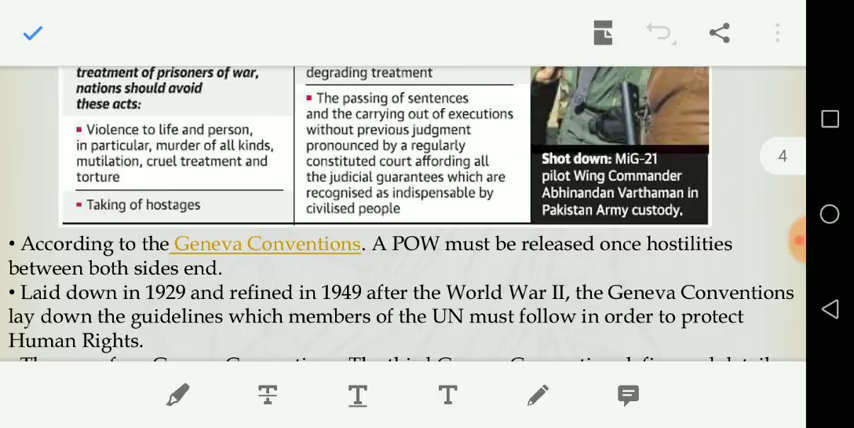 treatment of prisoners of war,
nations should avoid
these acts:
▪ Violence to life and person,
in particular, murder of all kinds,
mutilation, cruel treatment and
torture
▪ Taking of hostages
degrading treatment
▪ The passing of sentences
and the carrying out of executions
without previous judgment
pronounced by a regularly
constituted court affording all
the judicial guarantees which are
recognised as indispensable by
civilised people
Shot down: MiG-21
pilot Wing Commander
Abhinandan Varthaman in
Pakistan Army custody.
4
• According to the Geneva Conventions. A POW must be released once hostilities
between both sides end.
• Laid down in 1929 and refined in 1949 after the World War II, the Geneva Conventions
lay down the guidelines which members of the UN must follow in order to protect
Human Rights.